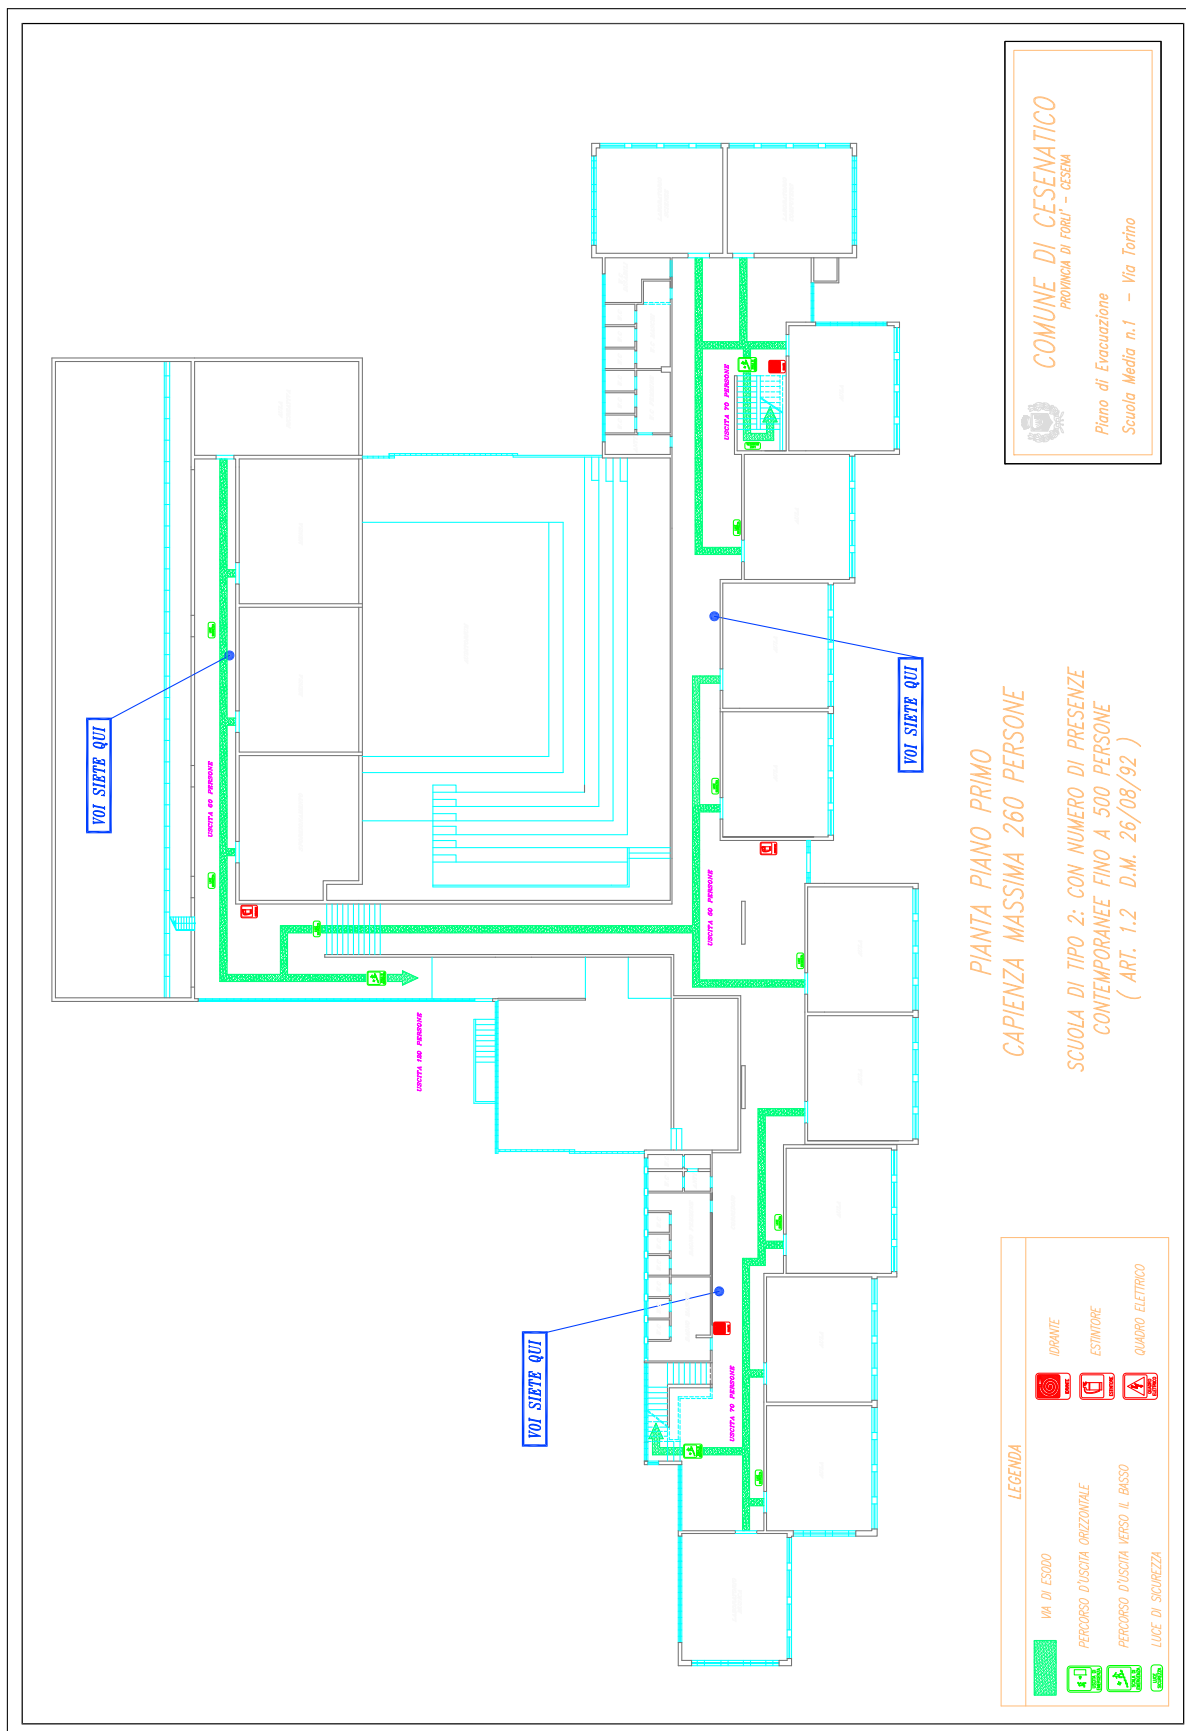 COMUNE DI CESENATICO
PROVINCIA DI FORLI' - CESENA
Piano di Evacuazione
Scuola Media n.1 - Via Torino
PIANTA PIANO PRIMO
CAPIENZA MASSIMA 260 PERSONE
SCUOLA DI TIPO 2: CON NUMERO DI PRESENZE
CONTEMPORANEE FINO A 500 PERSONE
( ART. 1.2 D.M. 26/08/92 )
VOI SIETE QUI
VOI SIETE QUI
VOI SIETE QUI
USCITA 60 PERSONE
USCITA 70 PERSONE
USCITA 60 PERSONE
USCITA 120 PERSONE
USCITA 70 PERSONE
LEGENDA
VIA DI ESODO
PERCORSO D'USCITA ORIZZONTALE
PERCORSO D'USCITA VERSO IL BASSO
LUCE DI SICUREZZA
IDRANTE
ESTINTORE
QUADRO ELETTRICO